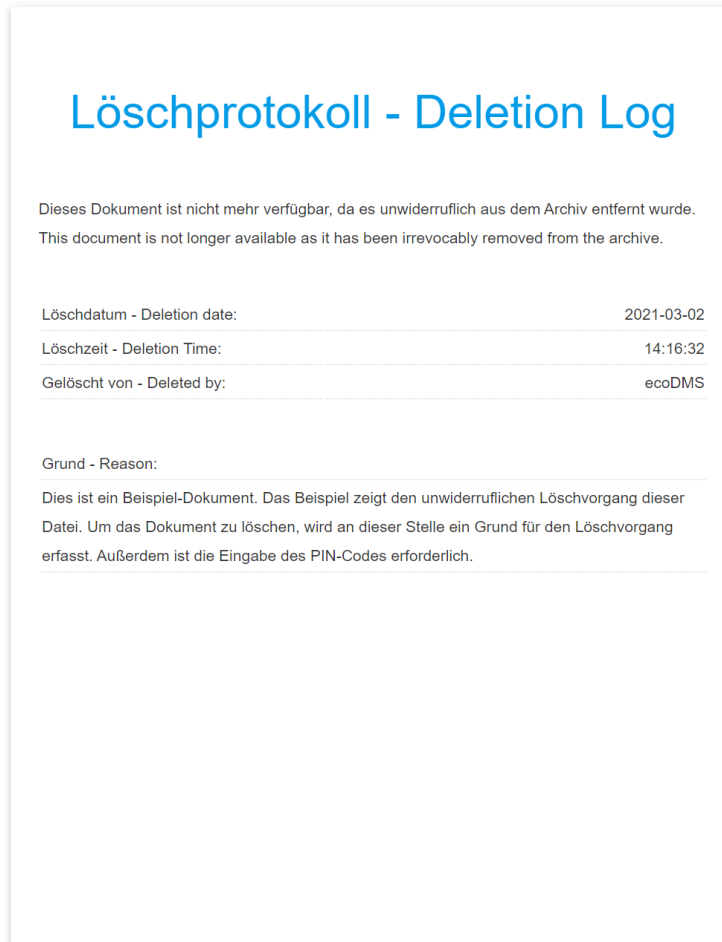 Löschprotokoll - Deletion Log
Dieses Dokument ist nicht mehr verfügbar, da es unwiderruflich aus dem Archiv entfernt wurde.
This document is not longer available as it has been irrevocably removed from the archive.
Löschdatum - Deletion date: 2021-03-02
Löschzeit - Deletion Time: 14:16:32
Gelöscht von - Deleted by: ecoDMS
Grund - Reason:
Dies ist ein Beispiel-Dokument. Das Beispiel zeigt den unwiderruflichen Löschvorgang dieser
Datei. Um das Dokument zu löschen, wird an dieser Stelle ein Grund für den Löschvorgang
erfasst. Außerdem ist die Eingabe des PIN-Codes erforderlich.